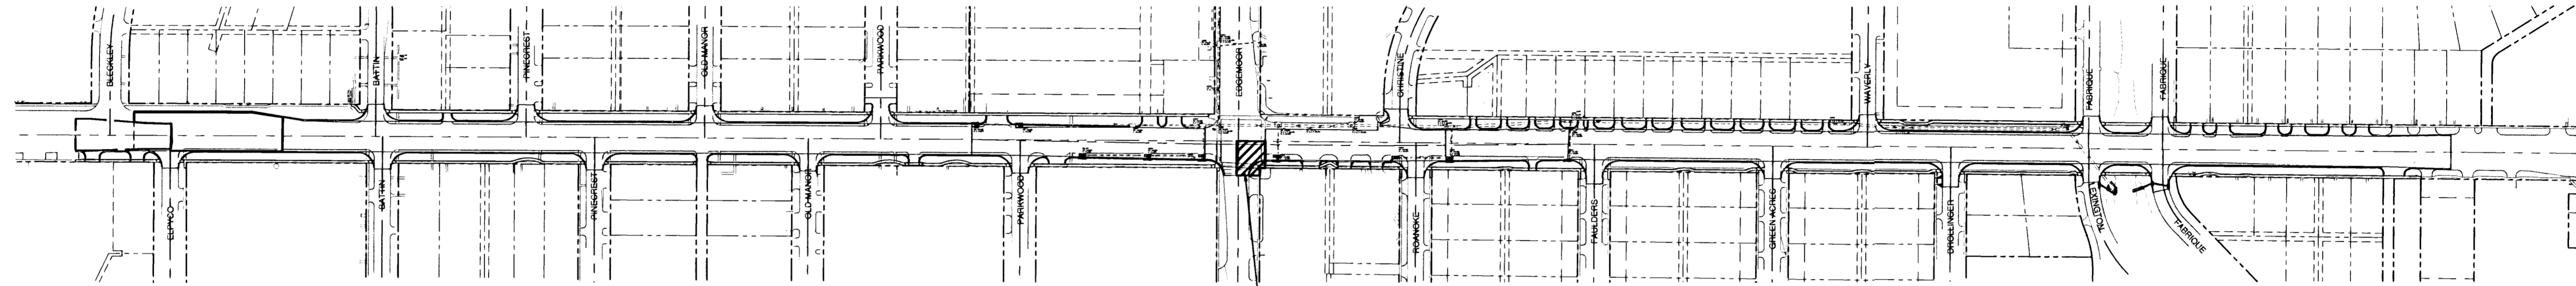 BLECKLEY
BATTIN
PINECREST
OLD MANOR
PARKWOOD
EDGEMOOR
CHRISTINE
WAVERLY
FABRIQUE
FABRIQUE
ELPYCO
BATTIN
PINECREST
OLD MANOR
PARKWOOD
ROANOKE
FAULDERS
GREEN ACRES
DROLLINGER
LEXINGTON
FABRIQUE